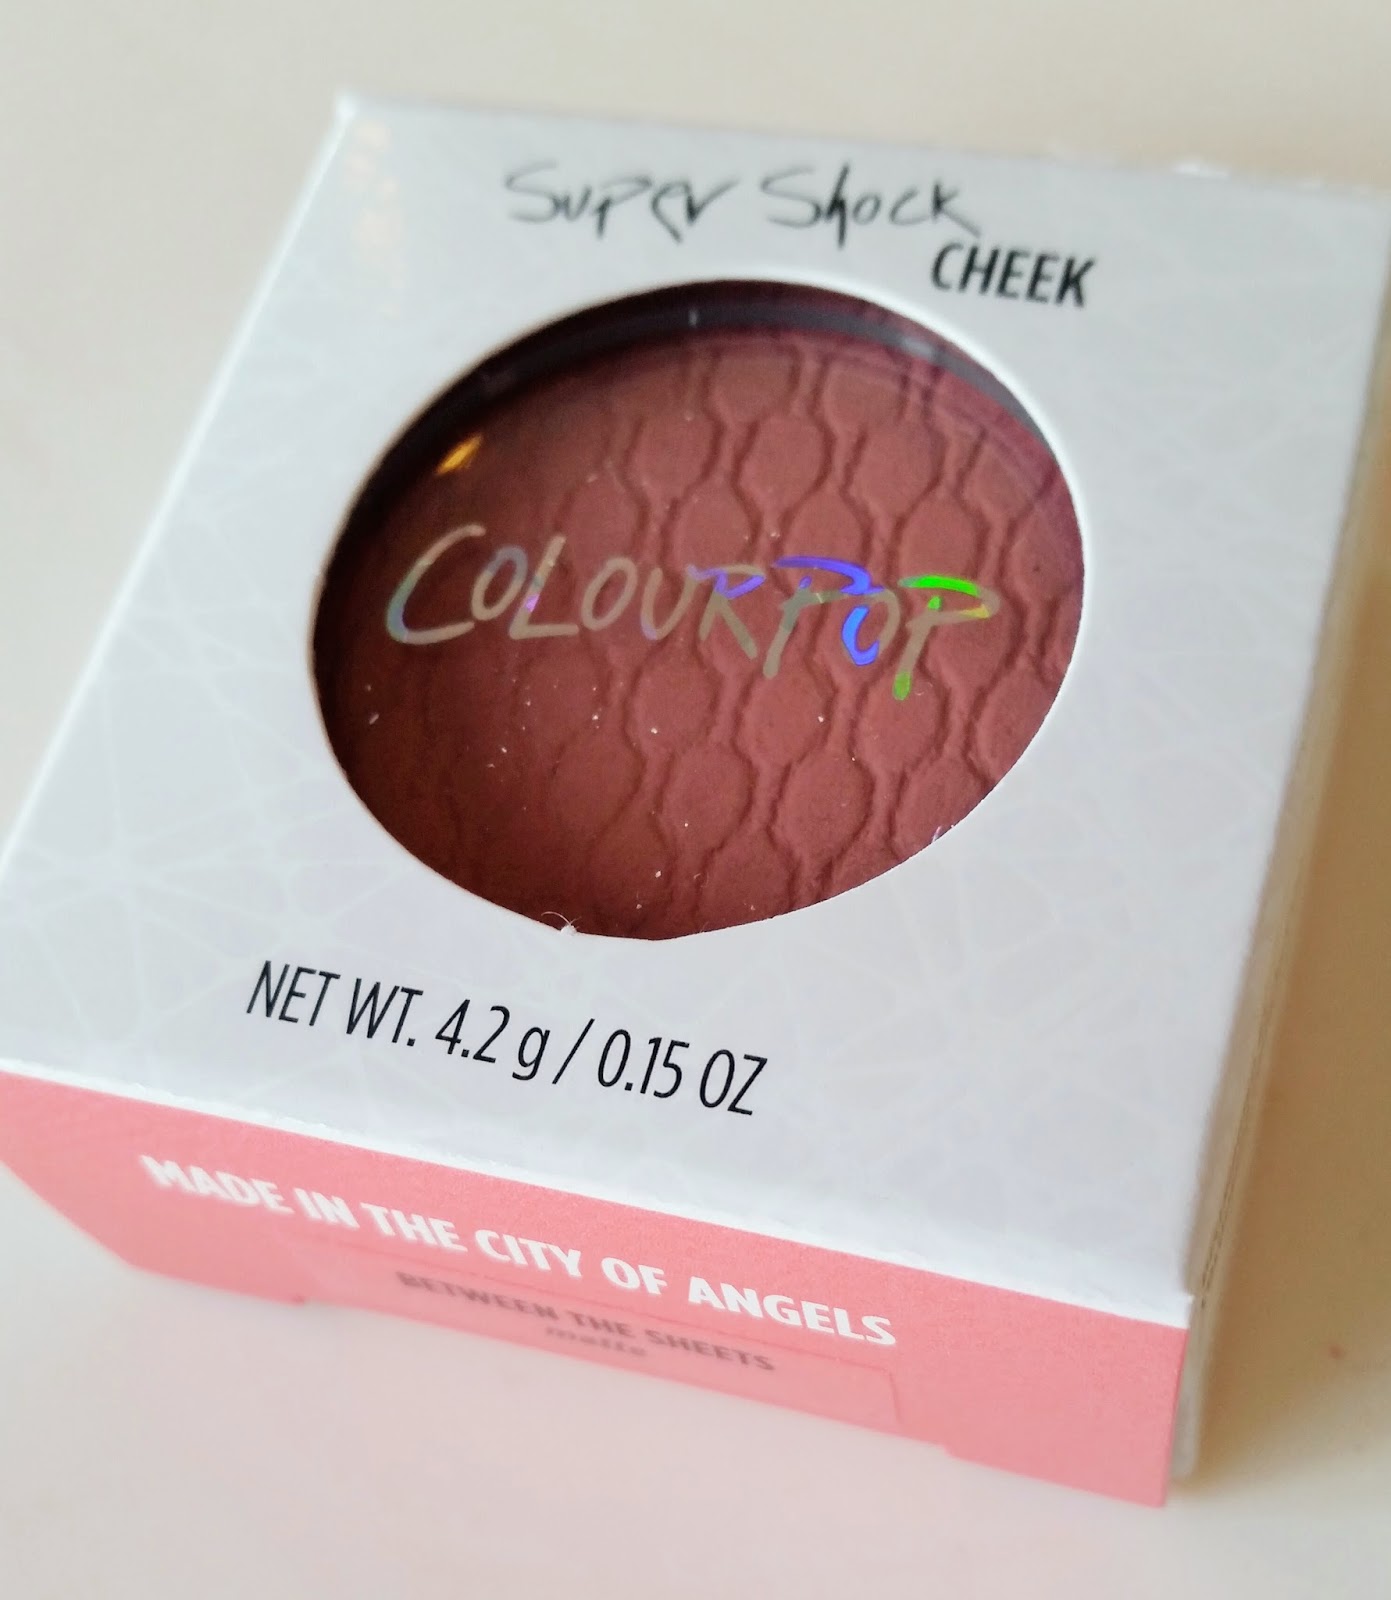 Super Shock
CHEEK
COLOURPOP
NET WT. 4.2 g / 0.15 OZ
MADE IN THE CITY OF ANGELS
BETWEEN THE SHEETS
matte